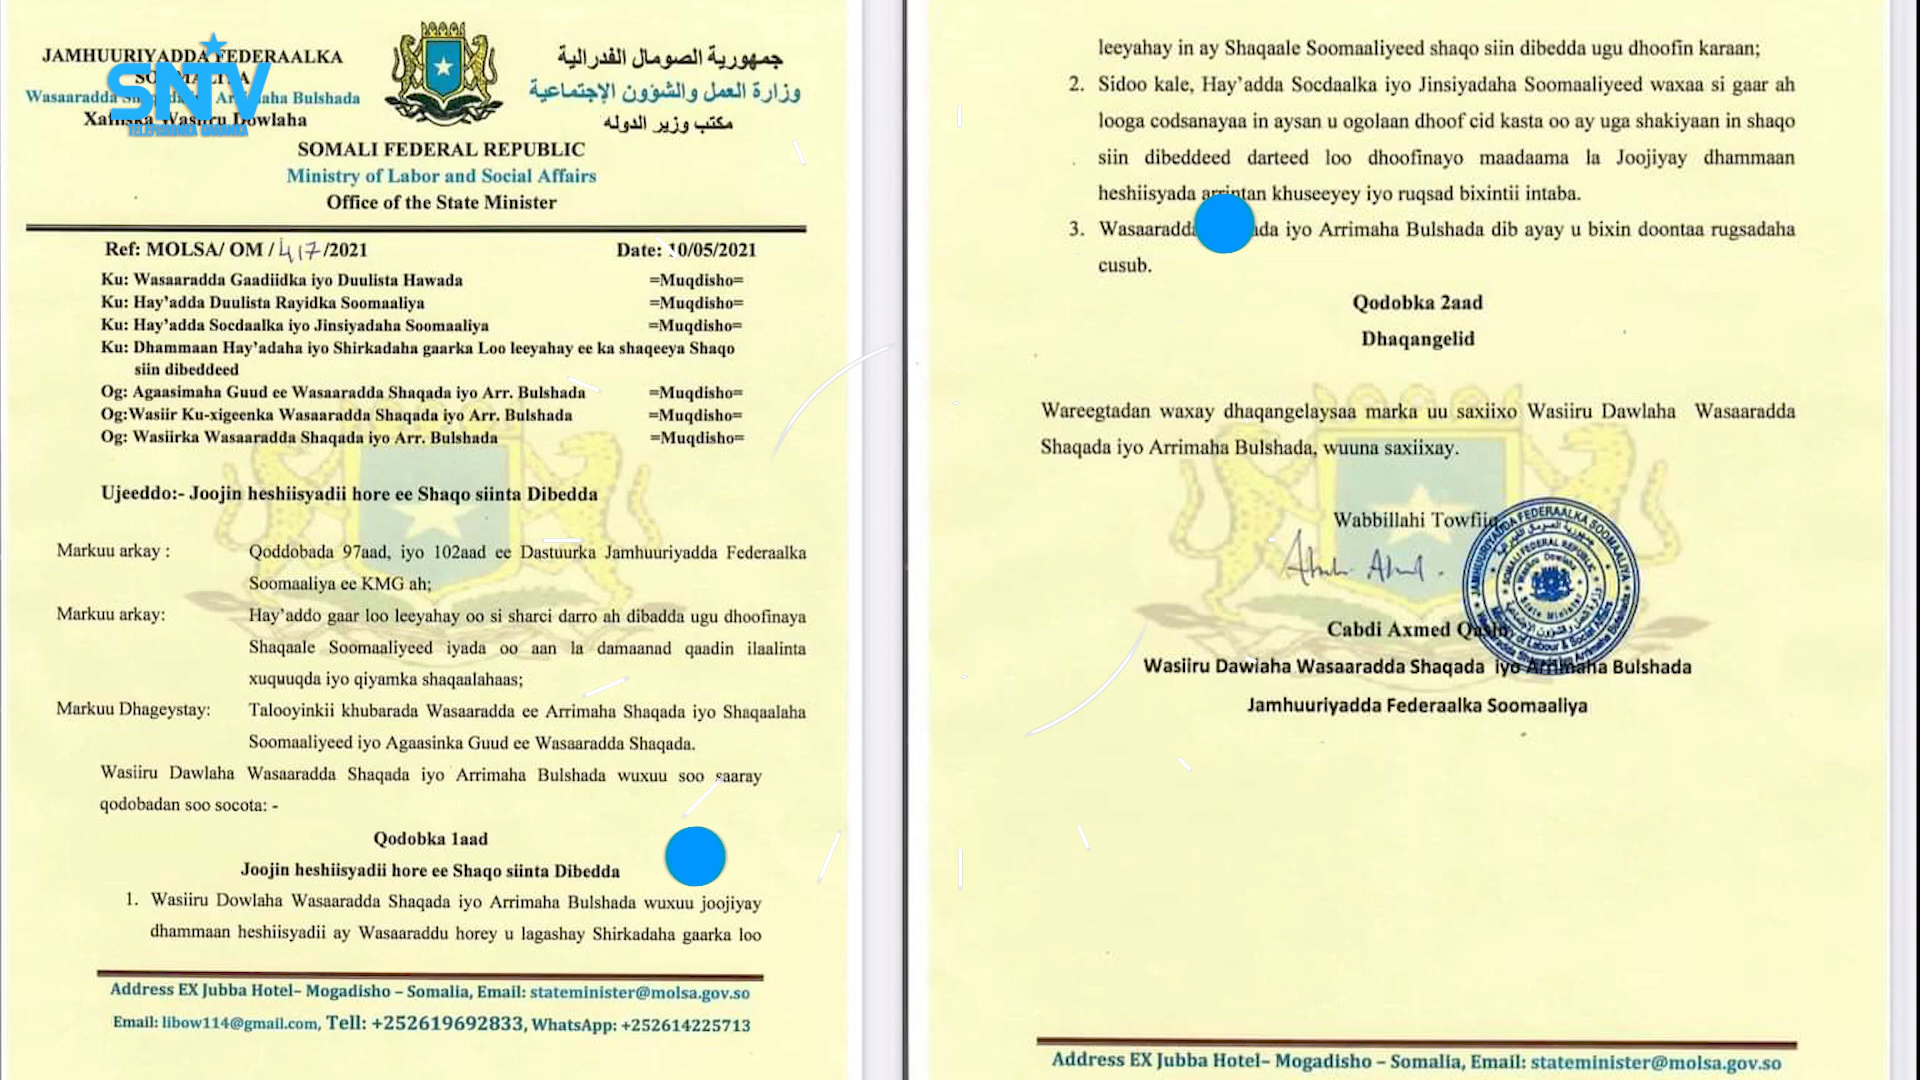 JAMHUURIYADDA FEDERAALKA
SNTV
Wasaaradda Bulshada
Xafiiska Wasiiru Dowlaha
جمهورية الصومال الفدرالية
وزارة العمل والشؤون الإجتماعية
مكتب وزير الدوله
SOMALI FEDERAL REPUBLIC
Ministry of Labor and Social Affairs
Office of the State Minister
Ref: MOLSA/ OM / 417 /2021 Date: 10/05/2021
Ku: Wasaaradda Gaadiidka iyo Duulista Hawada =Muqdisho=
Ku: Hay'adda Duulista Rayidka Soomaaliya =Muqdisho=
Ku: Hay'adda Socdaalka iyo Jinsiyadaha Soomaaliya =Muqdisho=
Ku: Dhammaan Hay'adaha iyo Shirkadaha gaarka Loo leeyahay ee ka shaqeeya Shaqo
siin dibeddeed
Og: Agaasimaha Guud ee Wasaaradda Shaqada iyo Arr. Bulshada =Muqdisho=
Og:Wasiir Ku-xigeenka Wasaaradda Shaqada iyo Arr. Bulshada =Muqdisho=
Og: Wasiirka Wasaaradda Shaqada iyo Arr. Bulshada =Muqdisho=
Ujeeddo:- Joojin heshiisyadii hore ee Shaqo siinta Dibedda
Markuu arkay : Qoddobada 97aad, iyo 102aad ee Dastuurka Jamhuuriyadda Federaalka
Soomaaliya ee KMG ah;
Markuu arkay: Hay'addo gaar loo leeyahay oo si sharci darro ah dibadda ugu dhoofinaya
Shaqaale Soomaaliyeed iyada oo aan la damaanad qaadin ilaalinta
xuquuqda iyo qiyamka shaqaalahaas;
Markuu Dhageystay: Talooyinkii khubarada Wasaaradda ee Arrimaha Shaqada iyo Shaqaalaha
Soomaaliyeed iyo Agaasinka Guud ee Wasaaradda Shaqada.
Wasiiru Dawlaha Wasaaradda Shaqada iyo Arrimaha Bulshada wuxuu soo saaray
qodobadan soo socota: -
Qodobka 1aad
Joojin heshiisyadii hore ee Shaqo siinta Dibedda
1. Wasiiru Dowlaha Wasaaradda Shaqada iyo Arrimaha Bulshada wuxuu joojiyay
dhammaan heshiisyadii ay Wasaaraddu horey u lagashay Shirkadaha gaarka loo
Address EX Jubba Hotel– Mogadisho – Somalia, Email: stateminister@molsa.gov.so
Email: libow114@gmail.com, Tell: +252619692833, WhatsApp: +252614225713
leeyahay in ay Shaqaale Soomaaliyeed shaqo siin dibedda ugu dhoofin karaan;
2. Sidoo kale, Hay'adda Socdaalka iyo Jinsiyadaha Soomaaliyeed waxaa si gaar ah
looga codsanayaa in aysan u ogolaan dhoof cid kasta oo ay uga shakiyaan in shaqo
siin dibeddeed darteed loo dhoofinayo maadaama la Joojiyay dhammaan
heshiisyada arrintan khuseeyey iyo ruqsad bixintii intaba.
3. Wasaaradda iyo Arrimaha Bulshada dib ayay u bixin doontaa rugsadaha
cusub.
Qodobka 2aad
Dhaqangelid
Wareegtadan waxay dhaqangelaysaa marka uu saxiixo Wasiiru Dawlaha Wasaaradda
Shaqada iyo Arrimaha Bulshada, wuuna saxiixay.
Wabbillahi Towfiiq
Cabdi Axmed
Wasiiru Dawlaha Wasaaradda Shaqada iyo Arrimaha Bulshada
Jamhuuriyadda Federaalka Soomaaliya
Address EX Jubba Hotel– Mogadisho – Somalia, Email: stateminister@molsa.gov.so